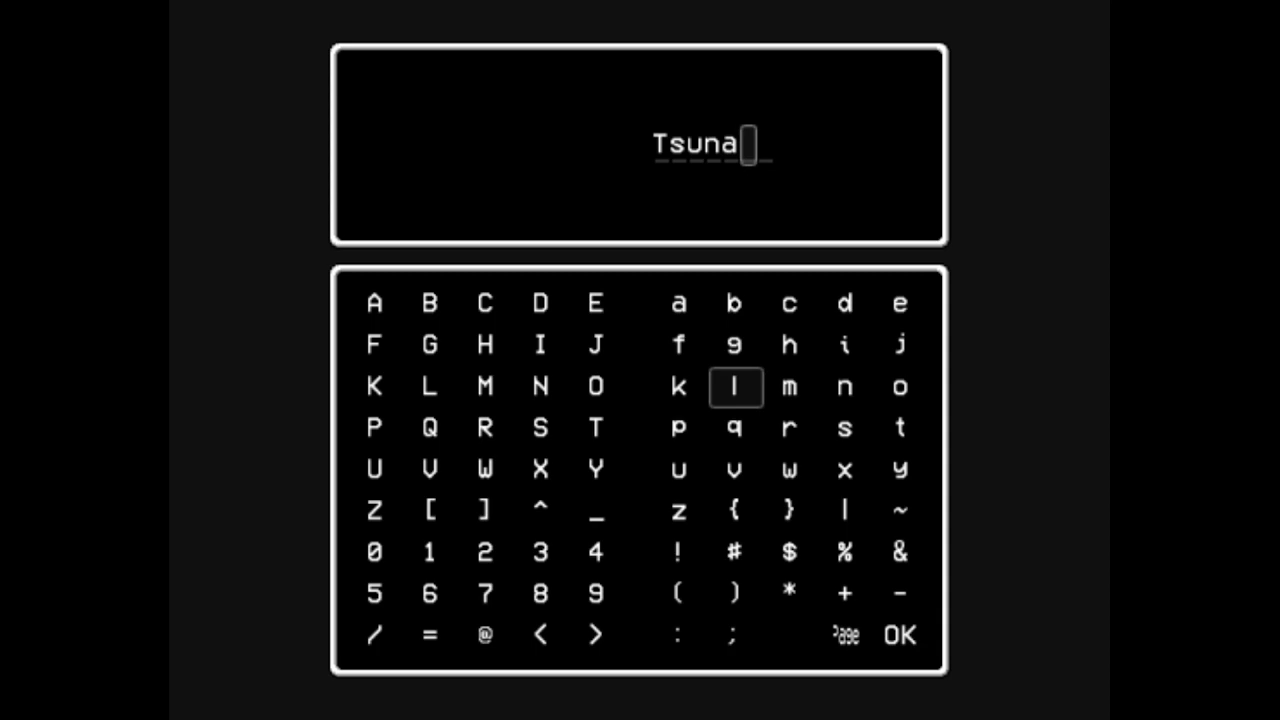 Tsuna
A B C D E a b c d e
F G H I J f g h i j
K L M N O k l m n o
P Q R S T p q r s t
U V W X Y u v w x y
Z [ ] ^ _ z { } | ~
0 1 2 3 4 ! # $ % &
5 6 7 8 9 ( ) * + -
/ = @ < > : ; Page OK